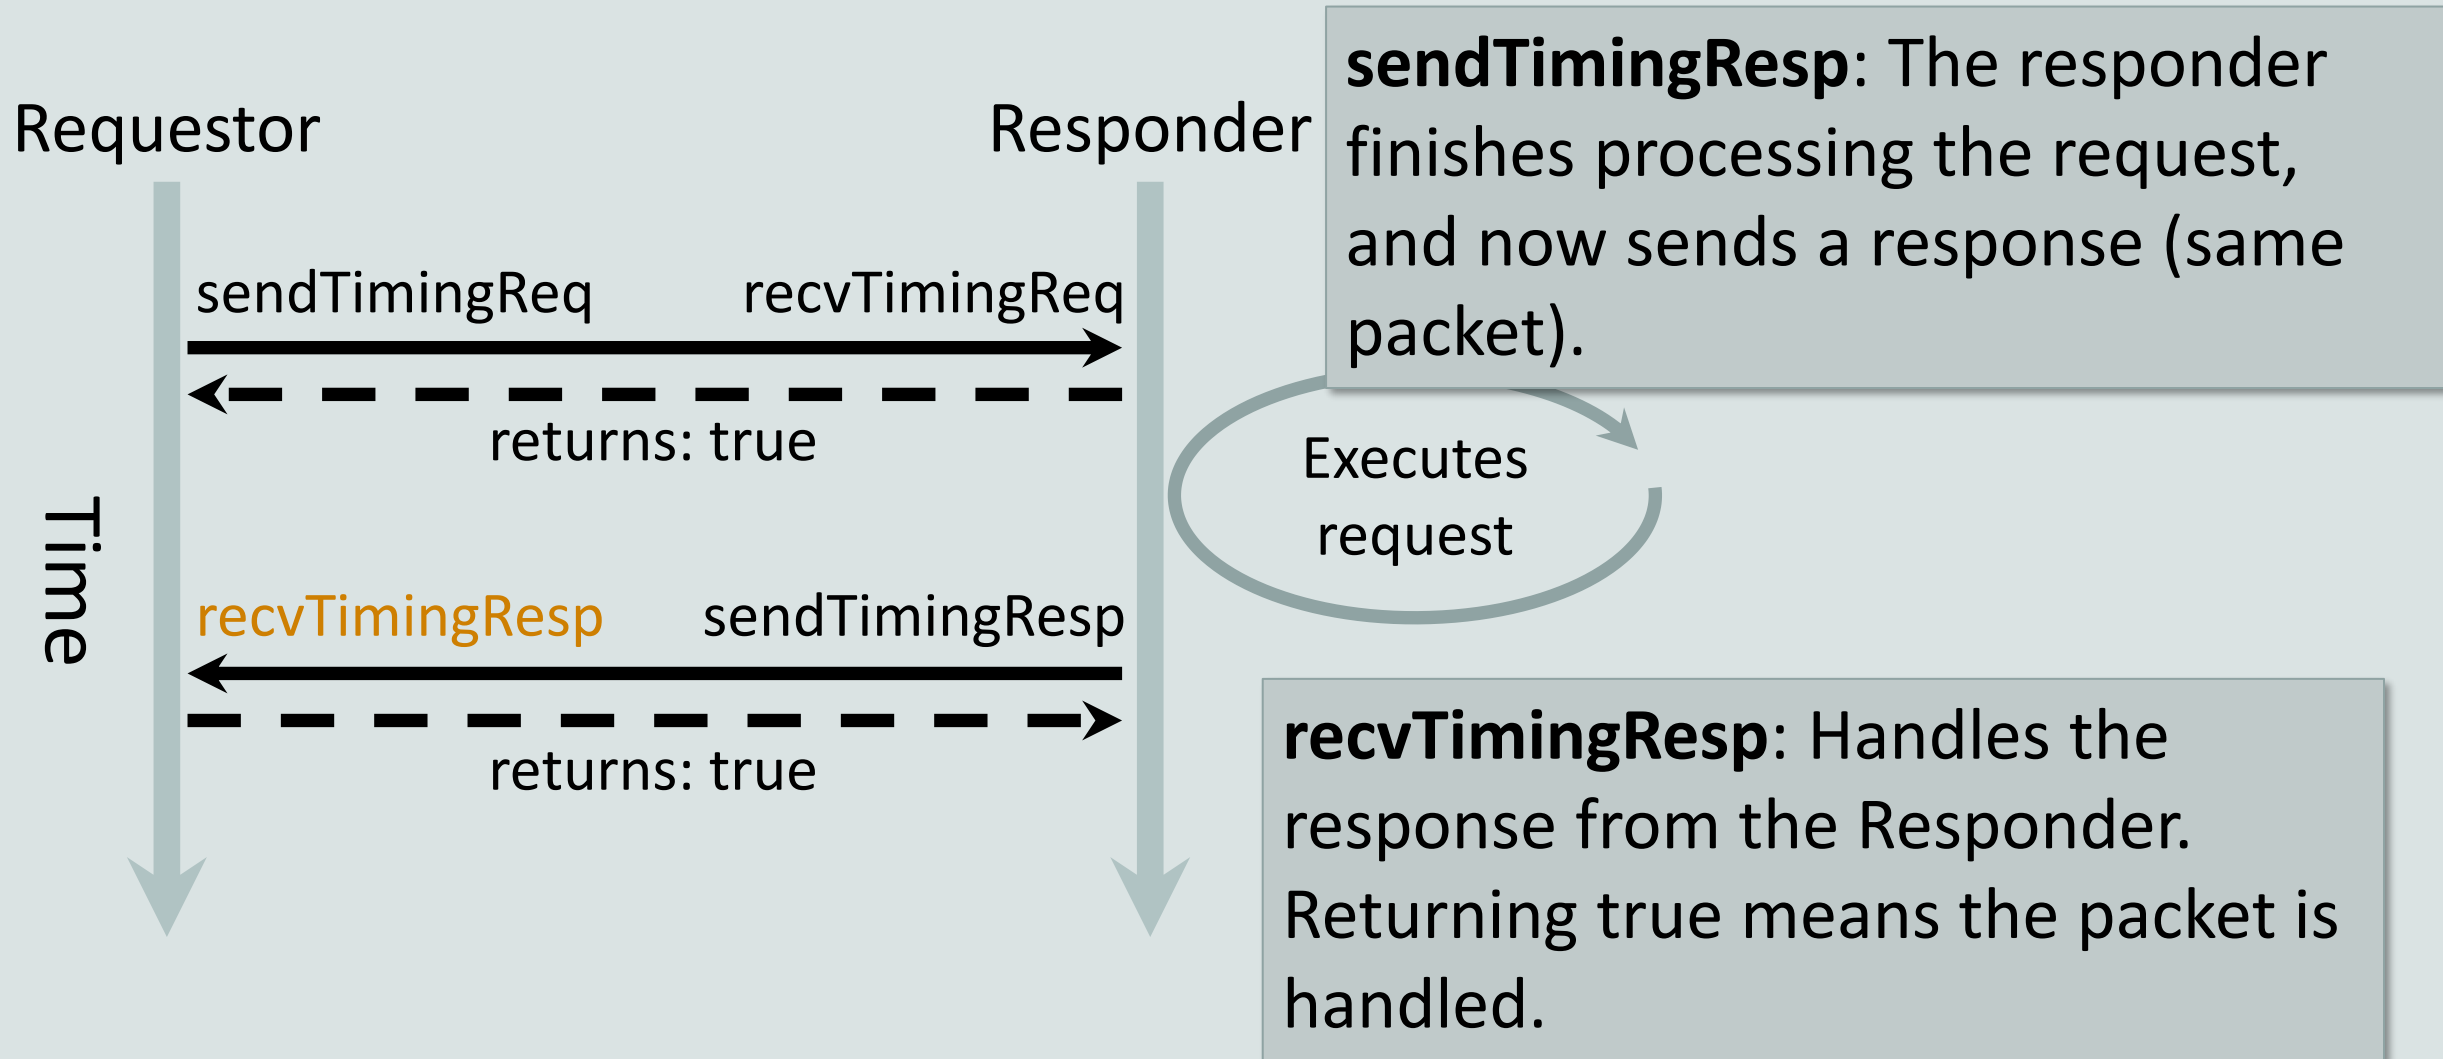 Requestor
Responder
sendTimingResp: The responder
finishes processing the request,
and now sends a response (same
packet).
sendTimingReq
recvTimingReq
returns: true
Executes
request
Time
recvTimingResp
sendTimingResp
returns: true
recvTimingResp: Handles the
response from the Responder.
Returning true means the packet is
handled.